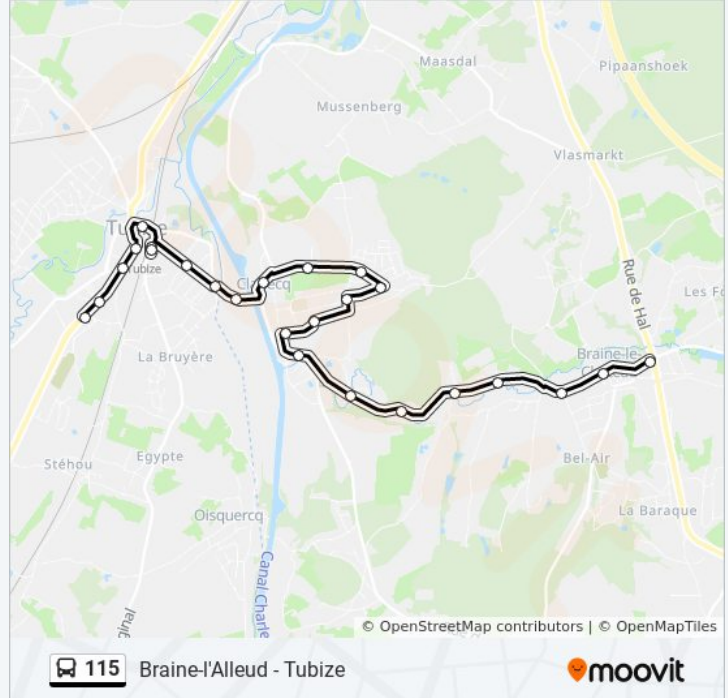 Maasdal
Pipaanshoek
Mussenberg
Vlasmarkt
Tubize
Tubize
Clabecq
Rue de Hal
Les Fo
La Bruyère
Braine-le-
Stéhou
Egypte
Bel-Air
La Baraque
Oisquercq
Canal Charle
ginal
© OpenStreetMap contributors | © OpenMapTiles
115 Braine-l'Alleud - Tubize
moovit